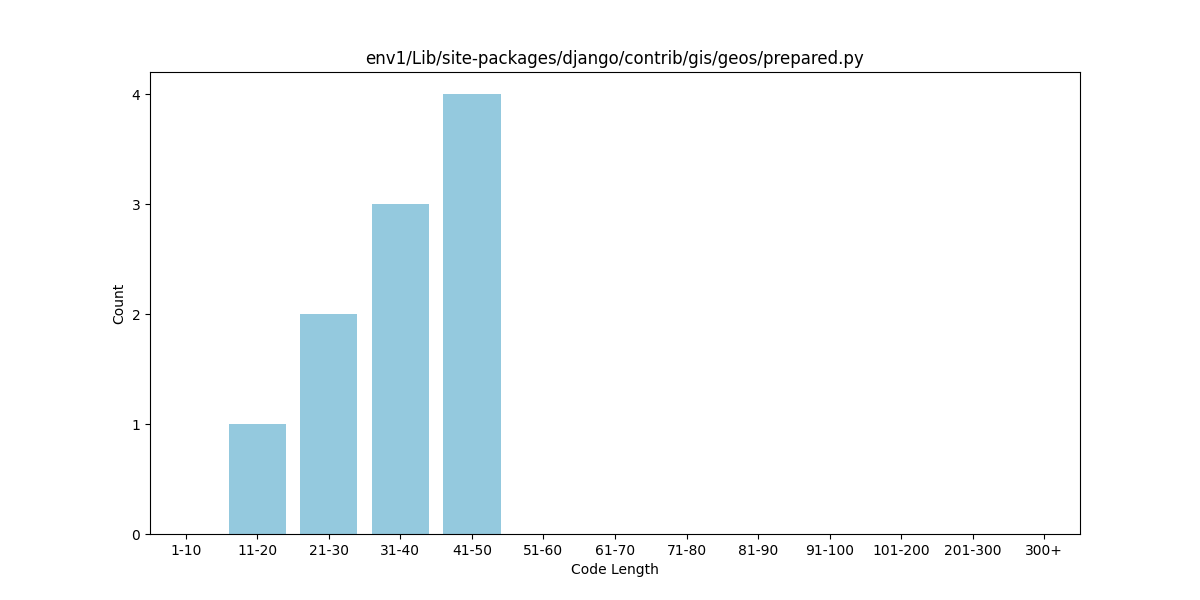 env1/Lib/site-packages/django/contrib/gis/geos/prepared.py
4
3
2
1
0
Count
1-10 11-20 21-30 31-40 41-50 51-60 61-70 71-80 81-90 91-100 101-200 201-300 300+
Code Length